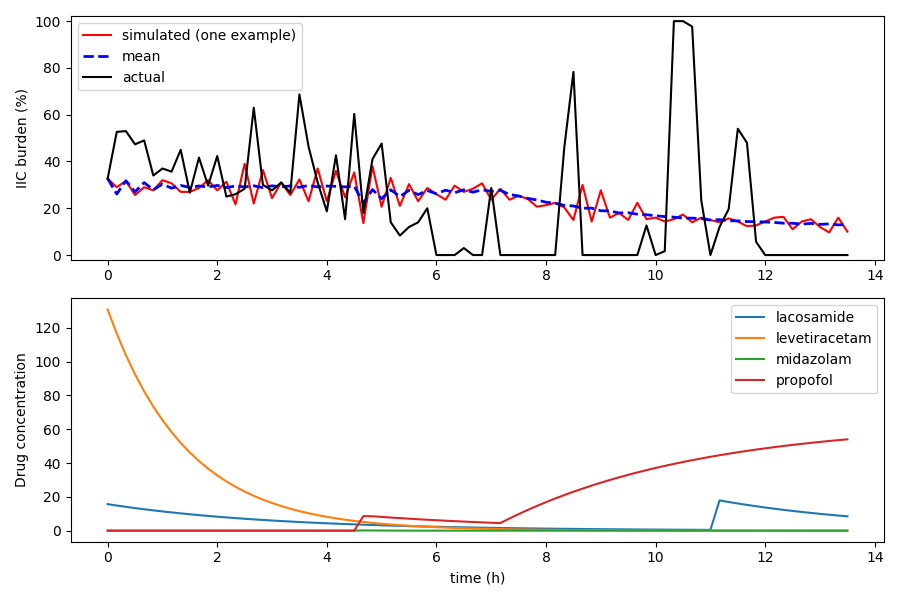 100
80
60
40
20
0
IIC burden (%)
simulated (one example)
mean
actual
0 2 4 6 8 10 12 14
120
100
80
60
40
20
0
Drug concentration
lacosamide
levetiracetam
midazolam
propofol
0 2 4 6 8 10 12 14
time (h)